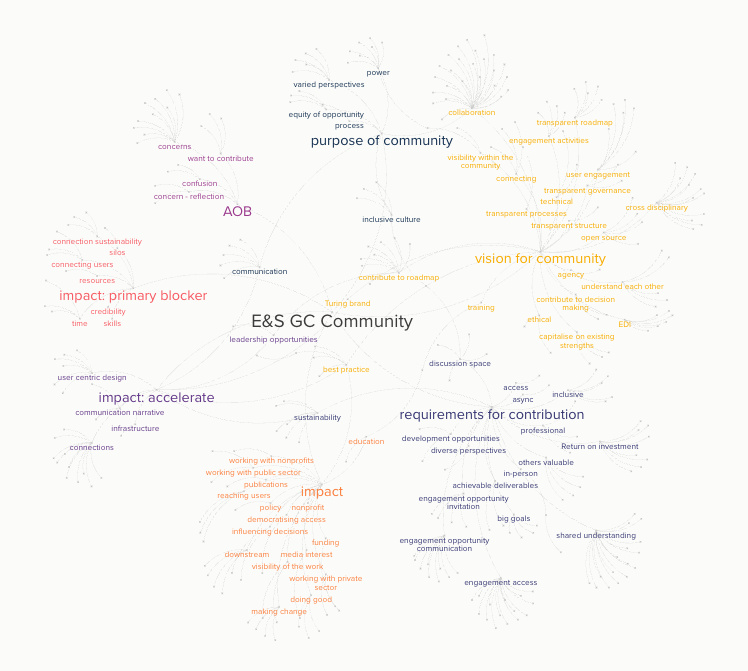 power
varied perspectives
equity of opportunity
process
purpose of community
collaboration
transparent roadmap
engagement activities
visibility within the
community
connecting
user engagement
transparent governance
technical
transparent processes
cross disciplinary
transparent structure
open source
vision for community
agency
understand each other
contribute to decision
making
training
ethical
EDI
capitalise on existing
strengths
concerns
want to contribute
confusion
concern - reflection
AOB
inclusive culture
communication
contribute to roadmap
Turing brand
connection sustainability
silos
connecting users
resources
impact: primary blocker
credibility
time
skills
E&S GC Community
leadership opportunities
best practice
user centric design
impact: accelerate
communication narrative
infrastructure
connections
sustainability
discussion space
access
async
inclusive
requirements for contribution
professional
development opportunities
diverse perspectives
Return on investment
others valuable
in-person
achievable deliverables
engagement opportunity
invitation
big goals
shared understanding
engagement opportunity
communication
engagement access
education
working with nonprofits
working with public sector
publications
reaching users
impact
policy
nonprofit
democratising access
influencing decisions
funding
downstream
media interest
visibility of the work
working with private
sector
doing good
making change